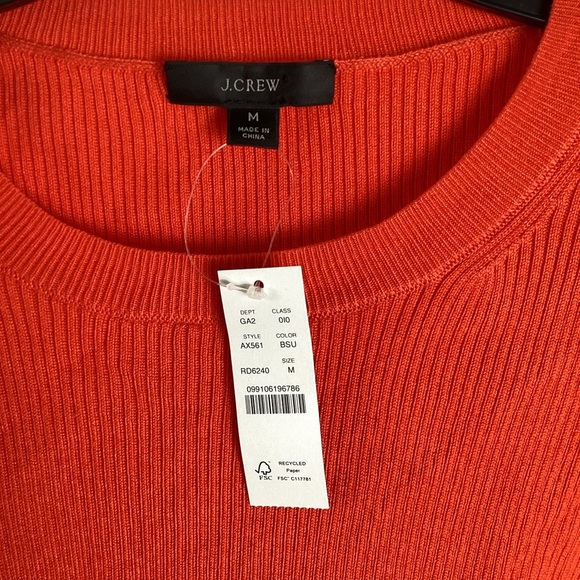 J.CREW
M
MADE IN
CHINA
DEPT CLASS
GA2 010
STYLE COLOR
AX561 BSU
SIZE
RD6240 M
099106196786
RECYCLED
Paper
FSC FSC® C117761